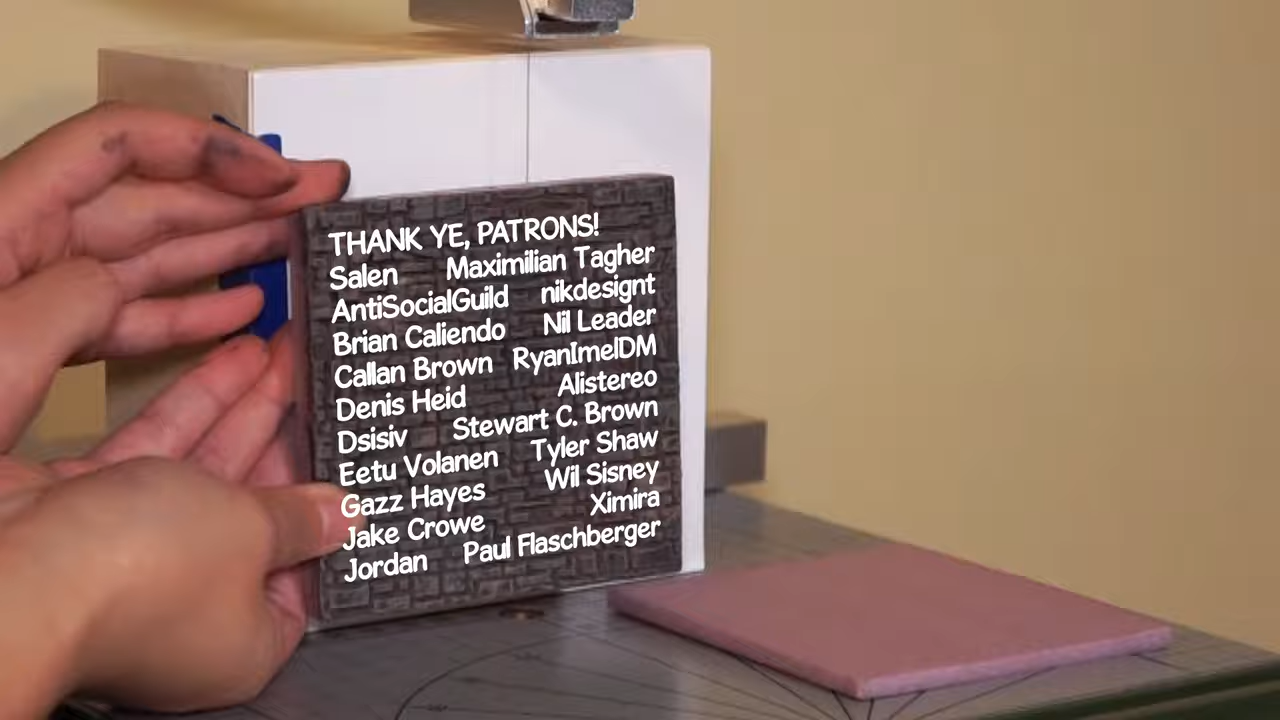 THANK YE, PATRONS!
Salen Maximilian Tagher
AntiSocialGuild nikdesignt
Brian Caliendo Nil Leader
Callan Brown RyanImelDM
Denis Heid Alistereo
Dsisiv Stewart C. Brown
Eetu Volanen Tyler Shaw
Gazz Hayes Wil Sisney
Jake Crowe Ximira
Jordan Paul Flaschberger